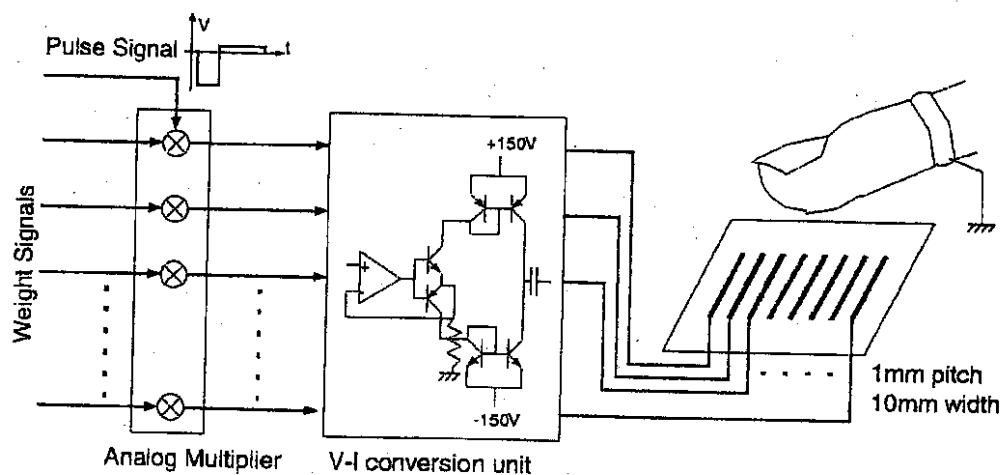 V
Pulse Signal
t
+150V
Weight Signals
+
-
-150V
1mm pitch
10mm width
Analog Multiplier
V-I conversion unit